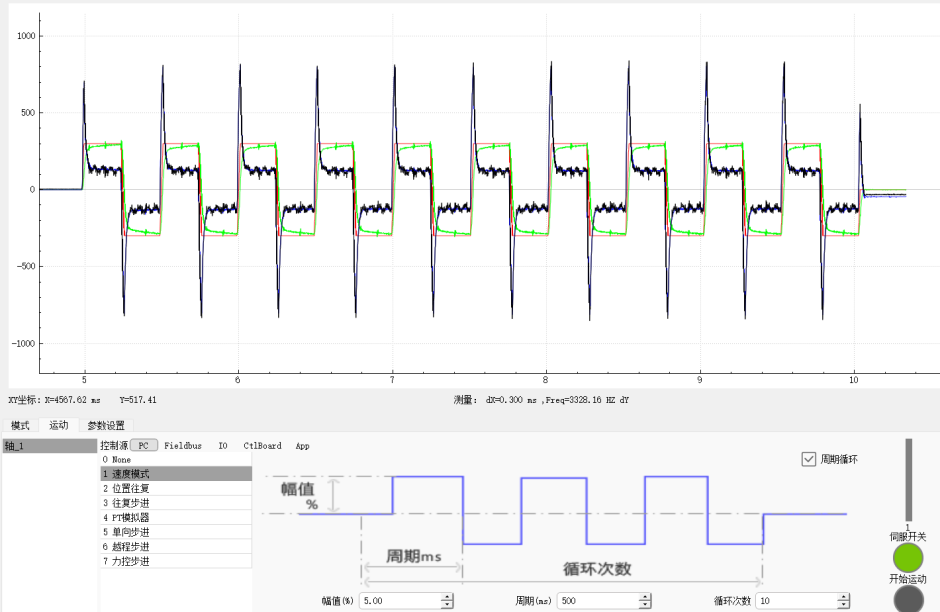 1000
500
0
−500
−1000
5 6 7 8 9 10
XY坐标: X=4567.62 ms Y=517.41 测量: dX=0.300 ms ,Freq=3328.16 HZ dY
模式 运动 参数设置
轴_1
控制源 PC Fieldbus IO CtlBoard App
0 None
1 速度模式
2 位置往复
3 往复步进
4 PT模拟器
5 单向步进
6 越程步进
7 力控步进
周期循环
幅值
%
周期ms
循环次数
1
伺服开关
开始运动
幅值(%) 5.00 周期(ms) 500 循环次数 10